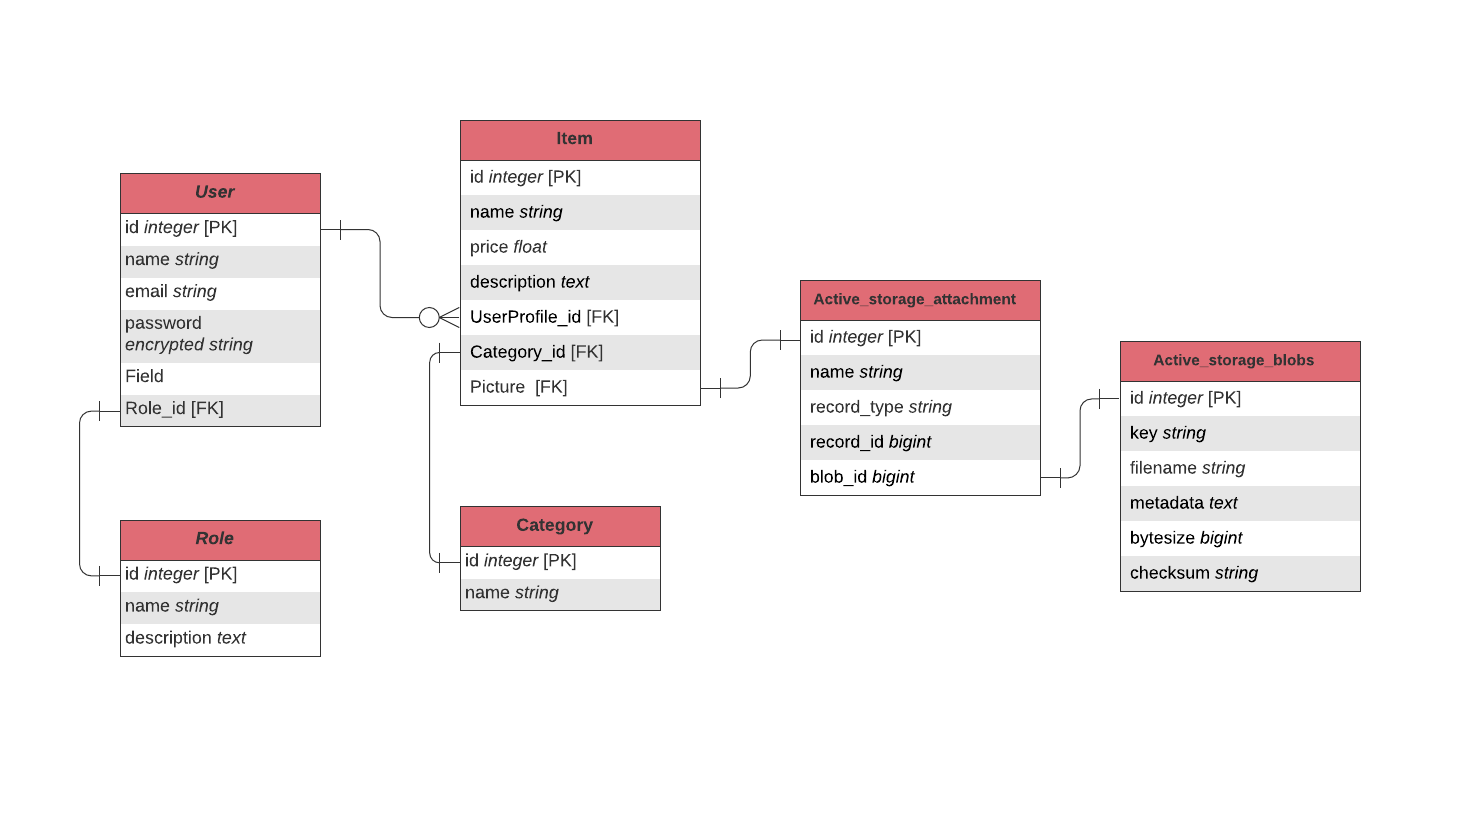 User
id integer [PK]
name string
email string
password
encrypted string
Field
Role_id [FK]
Role
id integer [PK]
name string
description text
Item
id integer [PK]
name string
price float
description text
UserProfile_id [FK]
Category_id [FK]
Picture [FK]
Category
id integer [PK]
name string
Active_storage_attachment
id integer [PK]
name string
record_type string
record_id bigint
blob_id bigint
Active_storage_blobs
id integer [PK]
key string
filename string
metadata text
bytesize bigint
checksum string